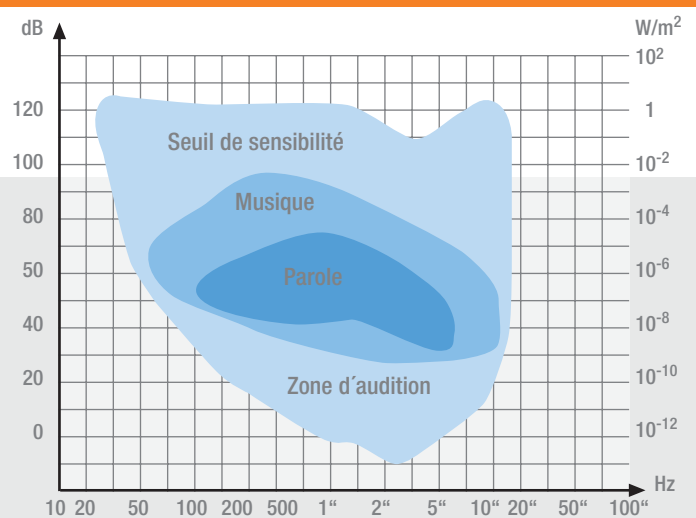 dB W/m²
10²
120 1
Seuil de sensibilité
100 10⁻²
Musique
80 10⁻⁴
50 Parole 10⁻⁶
40 10⁻⁸
20 Zone d´audition 10⁻¹⁰
0 10⁻¹²
Hz
10 20 50 100 200 500 1“ 2“ 5“ 10“ 20“ 50“ 100“